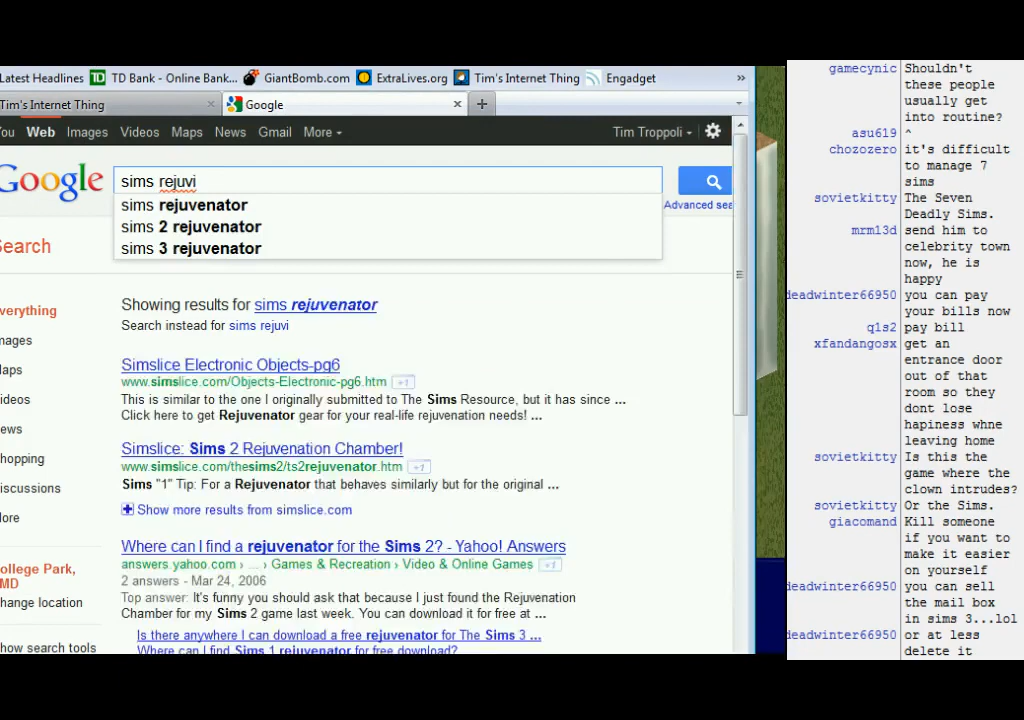 Latest Headlines TD Bank - Online Bank... GiantBomb.com ExtraLives.org Tim's Internet Thing Engadget »
Tim's Internet Thing × Google × +
You Web Images Videos Maps News Gmail More Tim Troppoli
Google sims rejuvi
Advanced sea
sims rejuvenator
sims 2 rejuvenator
sims 3 rejuvenator
Search
verything
mages
aps
ideos
ews
hopping
iscussions
ore
ollege Park,
MD
hange location
how search tools
Showing results for sims rejuvenator
Search instead for sims rejuvi
Simslice Electronic Objects-pg6
www.simslice.com/Objects-Electronic-pg6.htm +1
This is similar to the one I originally submitted to The Sims Resource, but it has since ...
Click here to get Rejuvenator gear for your real-life rejuvenation needs! ...
Simslice: Sims 2 Rejuvenation Chamber!
www.simslice.com/thesims2/ts2rejuvenator.htm +1
Sims "1" Tip: For a Rejuvenator that behaves similarly but for the original ...
Show more results from simslice.com
Where can I find a rejuvenator for the Sims 2? - Yahoo! Answers
answers.yahoo.com › ... › Games & Recreation › Video & Online Games +1
2 answers - Mar 24, 2006
Top answer: It's funny you should ask that because I just found the Rejuvenation
Chamber for my Sims 2 game last week. You can download it for free at ...
Is there anywhere I can download a free rejuvenator for The Sims 3 ...
Where can I find Sims 1 rejuvenator for free download?
gamecynic Shouldn't
these people
usually get
into routine?
asu619 ^
chozozero it's difficult
to manage 7
sims
sovietkitty The Seven
Deadly Sims.
mrm13d send him to
celebrity town
now, he is
happy
deadwinter66950 you can pay
your bills now
q1s2 pay bill
xfandangosx get an
entrance door
out of that
room so they
dont lose
hapiness whne
leaving home
sovietkitty Is this the
game where the
clown intrudes?
sovietkitty Or the Sims.
giacomand Kill someone
if you want to
make it easier
on yourself
deadwinter66950 you can sell
the mail box
in sims 3...lol
deadwinter66950 or at less
delete it